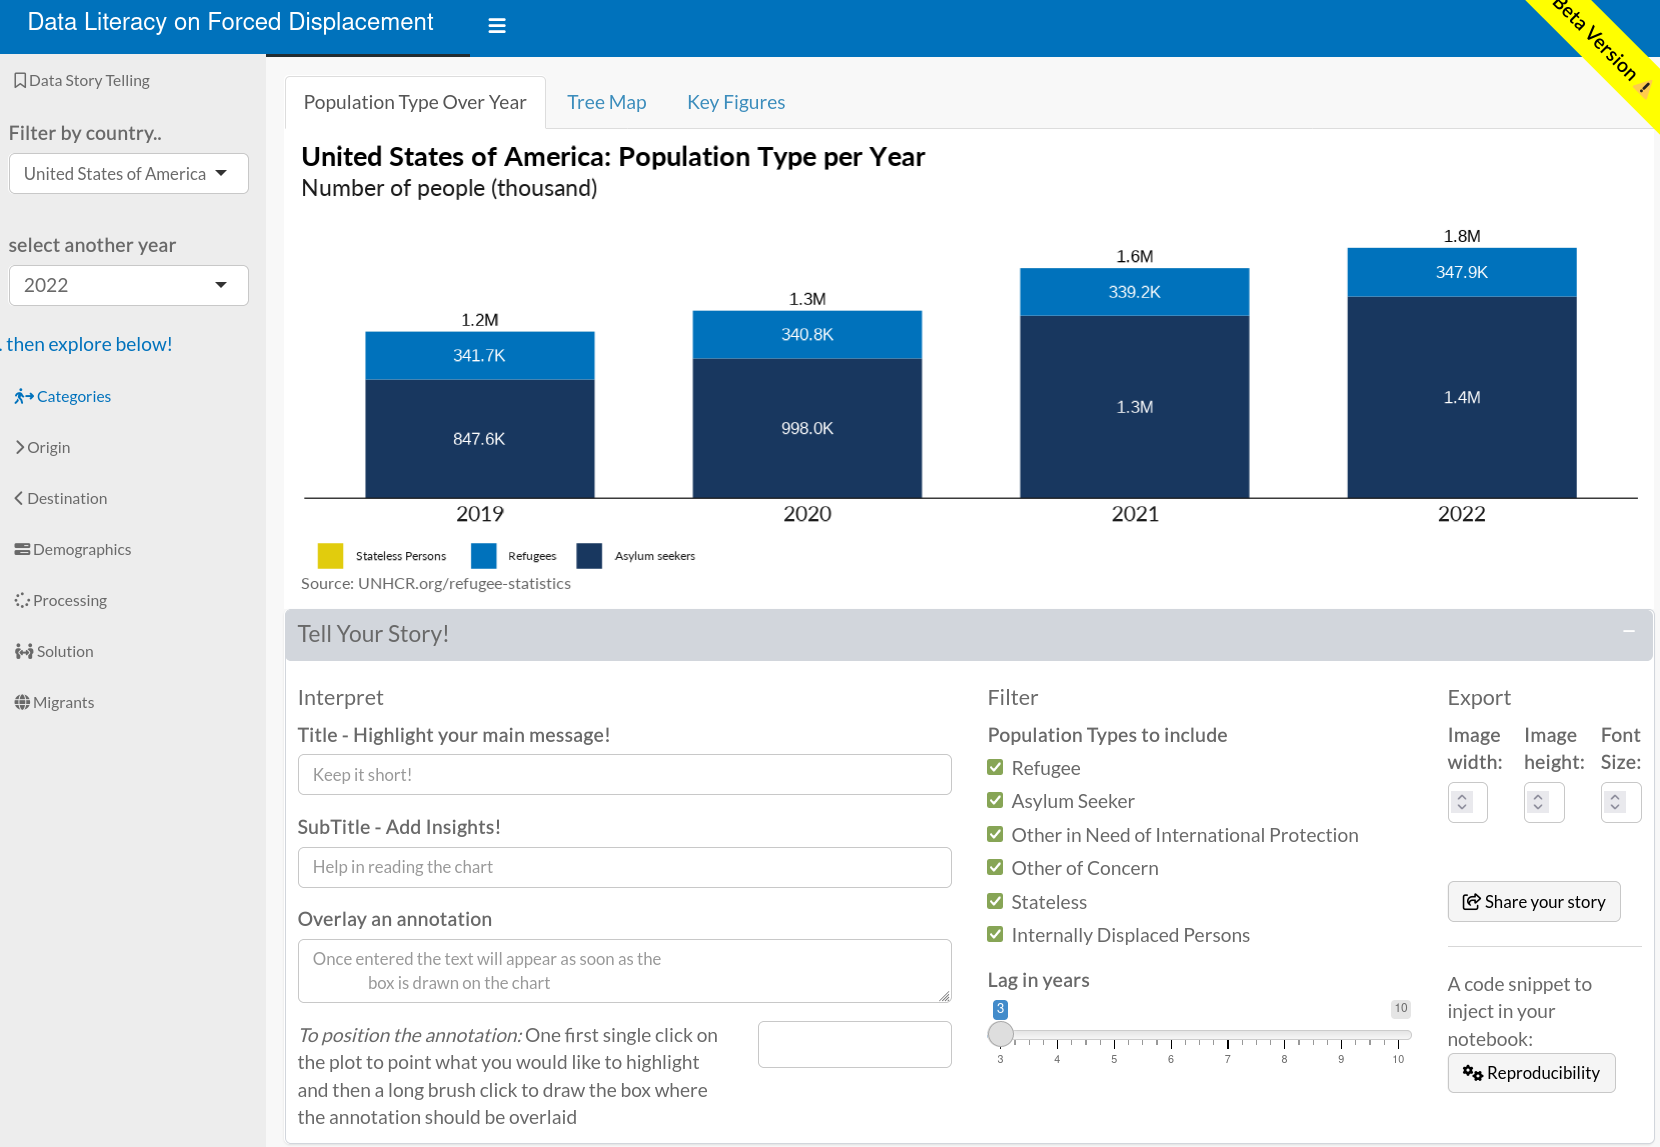 Data Literacy on Forced Displacement
Beta Version
Data Story Telling
Filter by country..
United States of America
select another year
2022
. then explore below!
Categories
Origin
Destination
Demographics
Processing
Solution
Migrants
Population Type Over Year
Tree Map
Key Figures
United States of America: Population Type per Year
Number of people (thousand)
1.2M
341.7K
847.6K
1.3M
340.8K
998.0K
1.6M
339.2K
1.3M
1.8M
347.9K
1.4M
2019
2020
2021
2022
Stateless Persons
Refugees
Asylum seekers
Source: UNHCR.org/refugee-statistics
Tell Your Story!
Interpret
Title - Highlight your main message!
Keep it short!
SubTitle - Add Insights!
Help in reading the chart
Overlay an annotation
Once entered the text will appear as soon as the
box is drawn on the chart
To position the annotation: One first single click on
the plot to point what you would like to highlight
and then a long brush click to draw the box where
the annotation should be overlaid
Filter
Population Types to include
Refugee
Asylum Seeker
Other in Need of International Protection
Other of Concern
Stateless
Internally Displaced Persons
Lag in years
3
10
3
4
5
6
7
8
9
10
Export
Image
width:
Image
height:
Font
Size:
Share your story
A code snippet to
inject in your
notebook:
Reproducibility